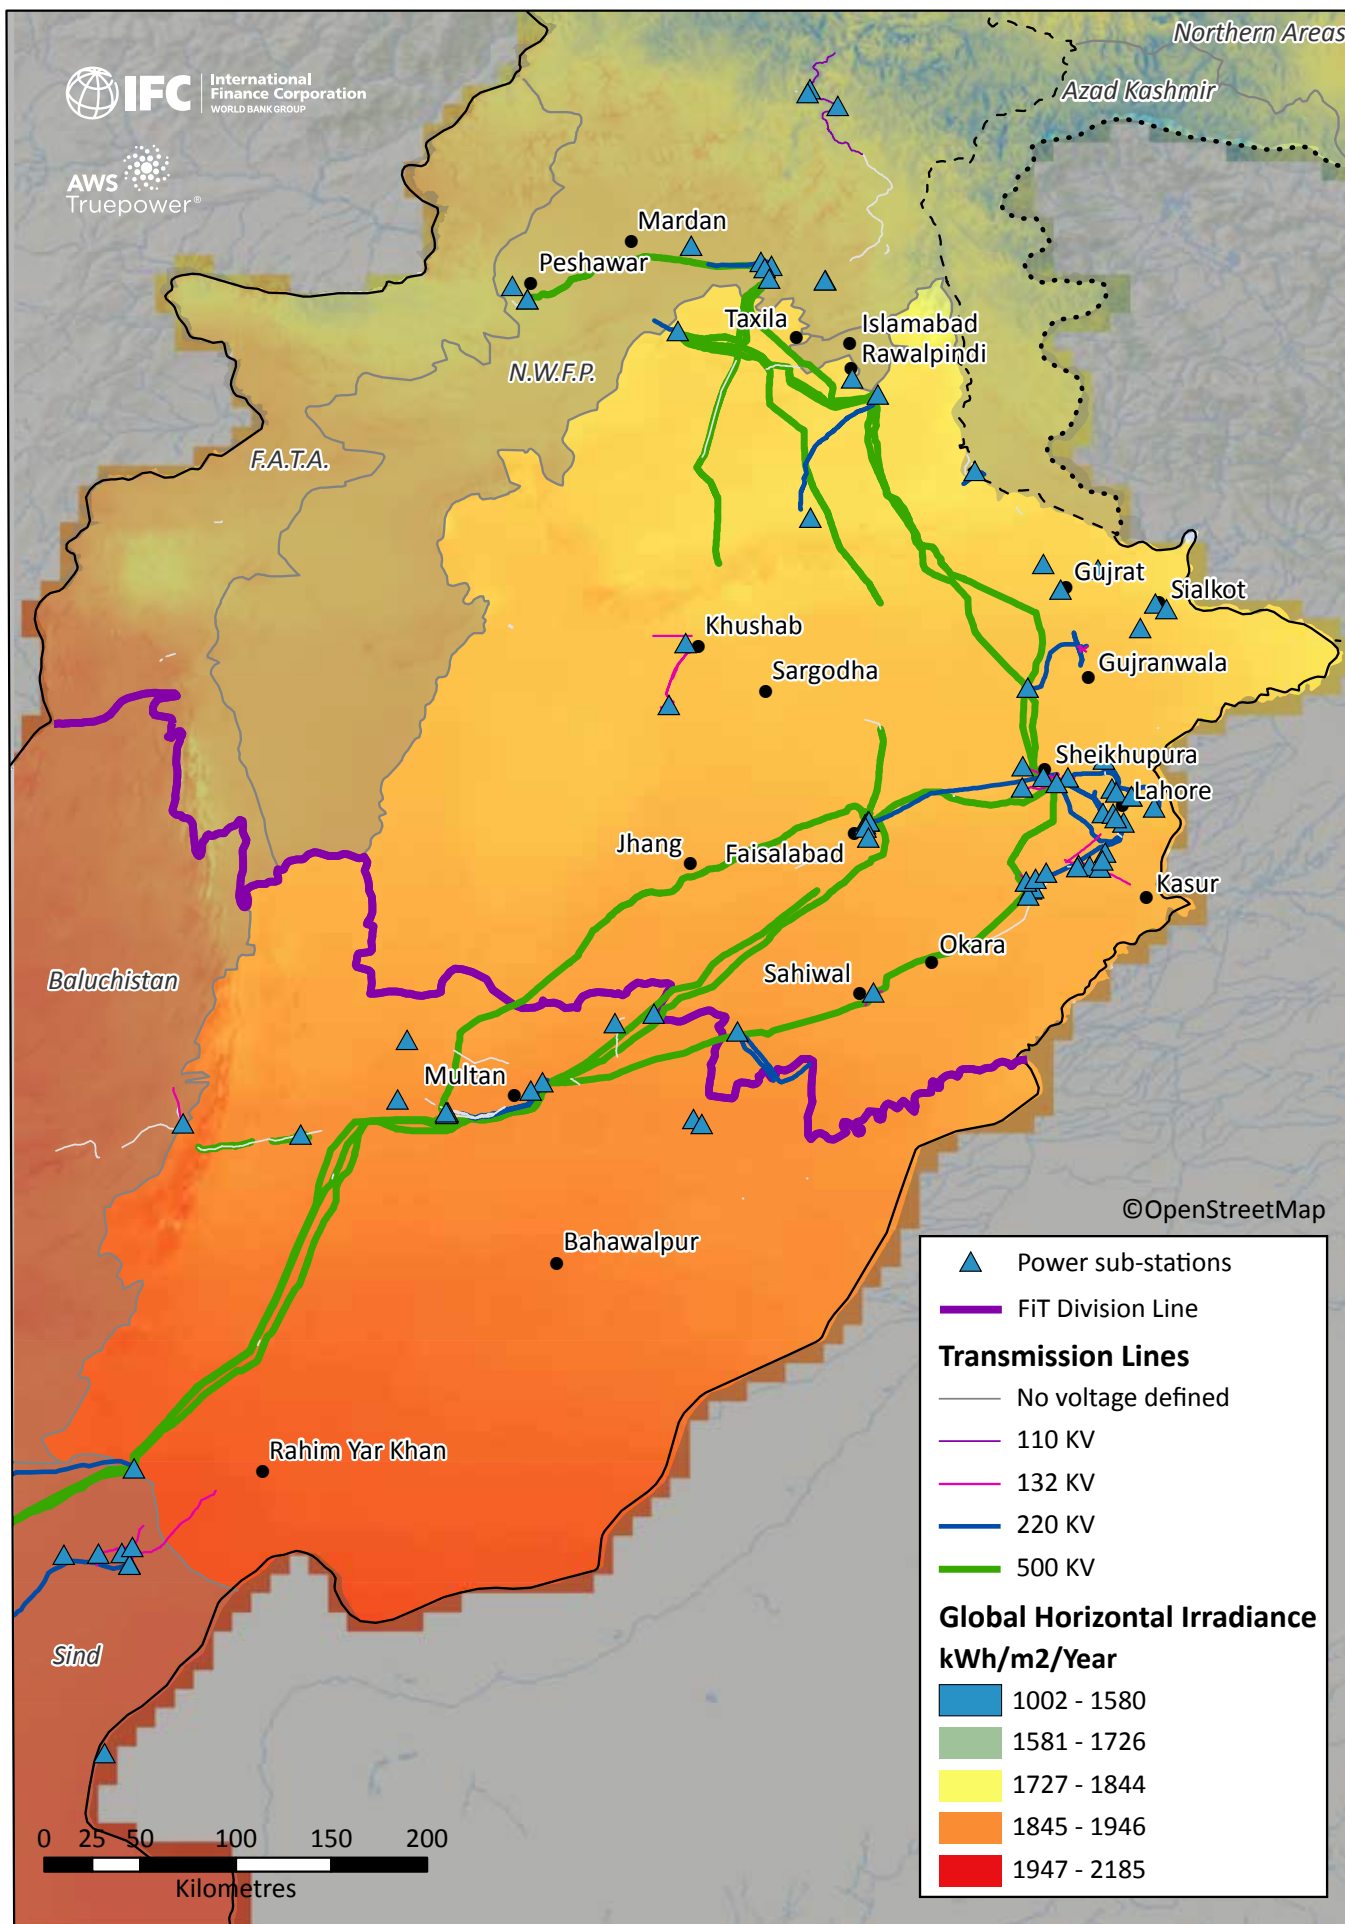 Northern Areas
IFC
International
Finance Corporation
WORLD BANK GROUP
Azad Kashmir
AWS
Truepower®
Mardan
Peshawar
Taxila
Islamabad
Rawalpindi
N.W.F.P.
F.A.T.A.
Gujrat
Sialkot
Khushab
Gujranwala
Sargodha
Sheikhupura
Lahore
Jhang
Faisalabad
Kasur
Okara
Baluchistan
Sahiwal
Multan
©OpenStreetMap
Bahawalpur
Rahim Yar Khan
Sind
Power sub-stations
FiT Division Line
Transmission Lines
No voltage defined
110 KV
132 KV
220 KV
500 KV
Global Horizontal Irradiance
kWh/m2/Year
1002 - 1580
1581 - 1726
1727 - 1844
1845 - 1946
1947 - 2185
0 25 50 100 150 200
Kilometres